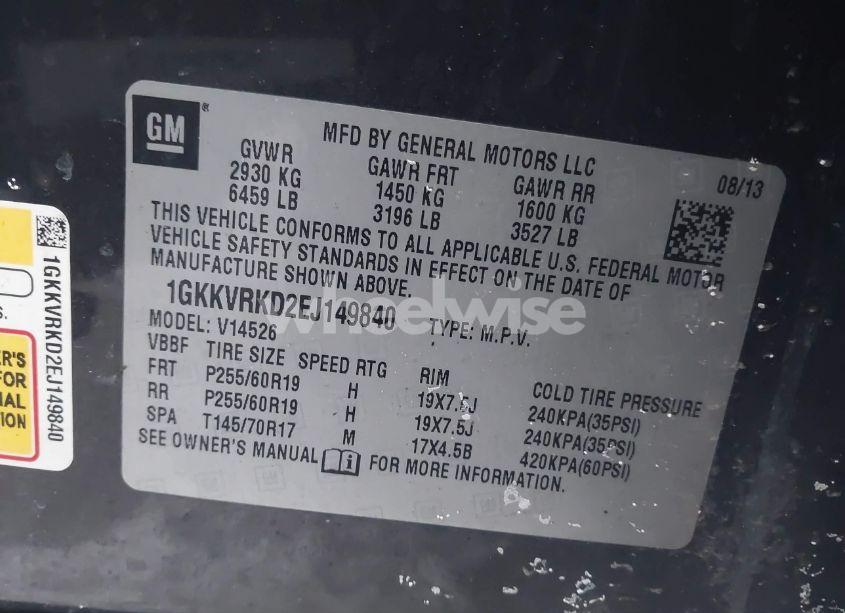 GM
MFD BY GENERAL MOTORS LLC
08/13
GVWR GAWR FRT GAWR RR
2930 KG 1450 KG 1600 KG
6459 LB 3196 LB 3527 LB
THIS VEHICLE CONFORMS TO ALL APPLICABLE U.S. FEDERAL MOTOR
VEHICLE SAFETY STANDARDS IN EFFECT ON THE DATE OF
MANUFACTURE SHOWN ABOVE.
1GKKVRKD2EJ149840 TYPE: M.P.V.
MODEL: V14526
VBBF TIRE SIZE SPEED RTG RIM COLD TIRE PRESSURE
FRT P255/60R19 H 19X7.5J 240KPA(35PSI)
RR P255/60R19 H 19X7.5J 240KPA(35PSI)
SPA T145/70R17 M 17X4.5B 420KPA(60PSI)
SEE OWNER'S MANUAL FOR MORE INFORMATION.
wheelwise
1GKKVRKD2EJ149840
S.
ER'S
FOR
NAL
TION